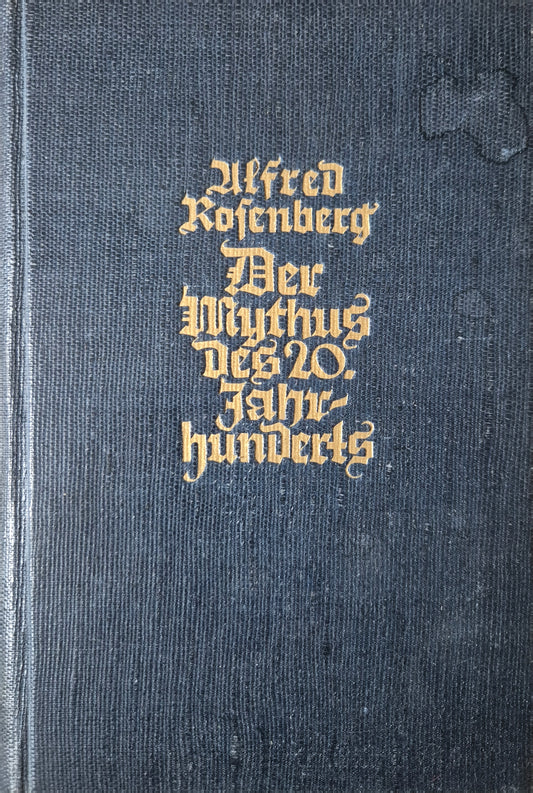 Alfred
Roſenberg
Der
Mythus
des 20.
Jahr-
hunderts